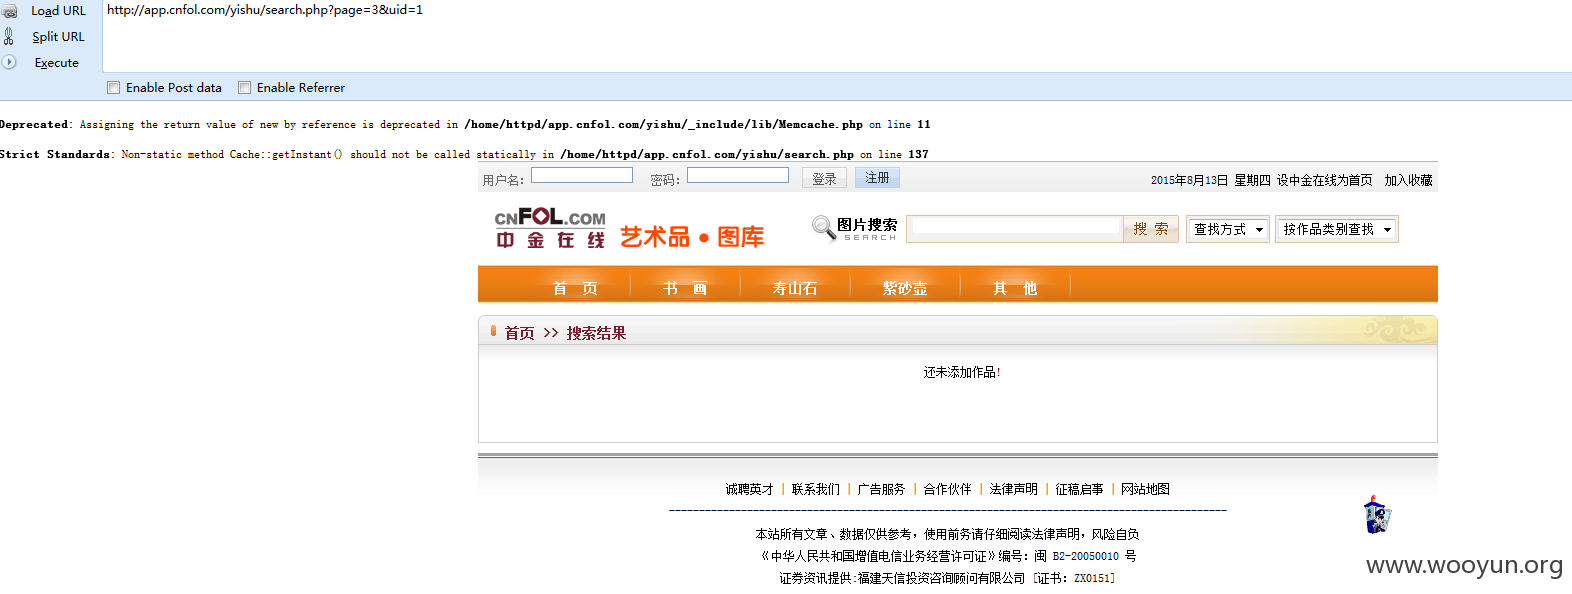 Load URL
http://app.cnfol.com/yishu/search.php?page=3&uid=1
Split URL
Execute
Enable Post data Enable Referrer
Deprecated: Assigning the return value of new by reference is deprecated in /home/httpd/app.cnfol.com/yishu/_include/lib/Memcache.php on line 11
Strict Standards: Non-static method Cache::getInstant() should not be called statically in /home/httpd/app.cnfol.com/yishu/search.php on line 137
用户名: 密码: 登录 注册 2015年8月13日 星期四 设中金在线为首页 加入收藏
CNFOL.COM
中金在线 艺术品·图库
图片搜索
SEARCH
搜 索 查找方式 按作品类别查找
首 页 书 画 寿山石 紫砂壶 其 他
首页 >> 搜索结果
还未添加作品!
诚聘英才 | 联系我们 | 广告服务 | 合作伙伴 | 法律声明 | 征稿启事 | 网站地图
本站所有文章、数据仅供参考，使用前务请仔细阅读法律声明，风险自负
《中华人民共和国增值电信业务经营许可证》编号：闽 B2-20050010 号
证券资讯提供:福建天信投资咨询顾问有限公司 [证书：ZX0151]
www.wooyun.org